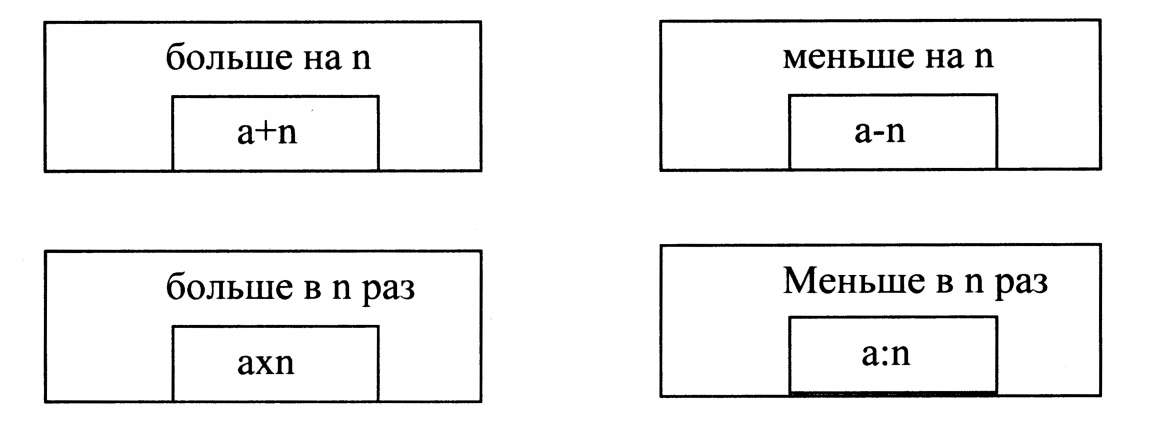 больше на n
a+n
меньше на n
a-n
больше в n раз
axn
Меньше в n раз
a:n